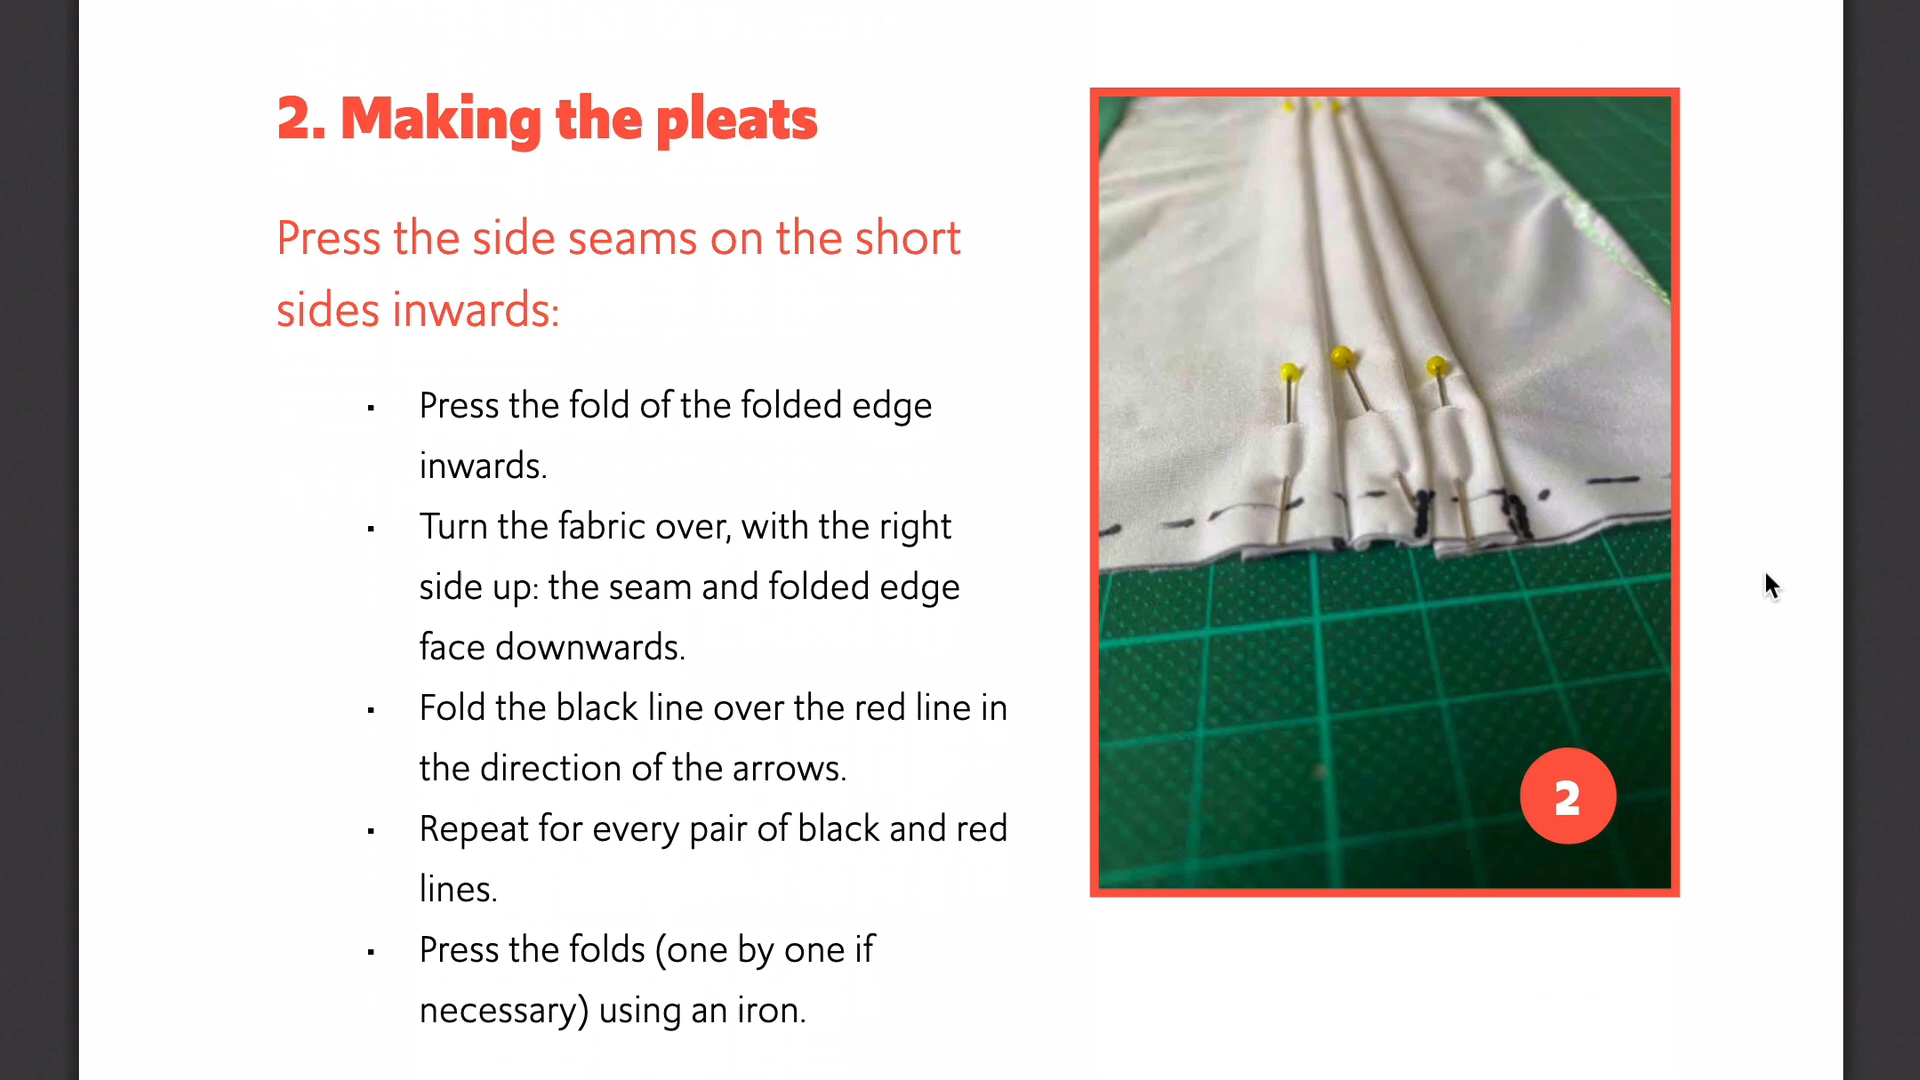 2. Making the pleats
Press the side seams on the short
sides inwards:
▪ Press the fold of the folded edge
inwards.
▪ Turn the fabric over, with the right
side up: the seam and folded edge
face downwards.
▪ Fold the black line over the red line in
the direction of the arrows.
▪ Repeat for every pair of black and red
lines.
▪ Press the folds (one by one if
necessary) using an iron.
2